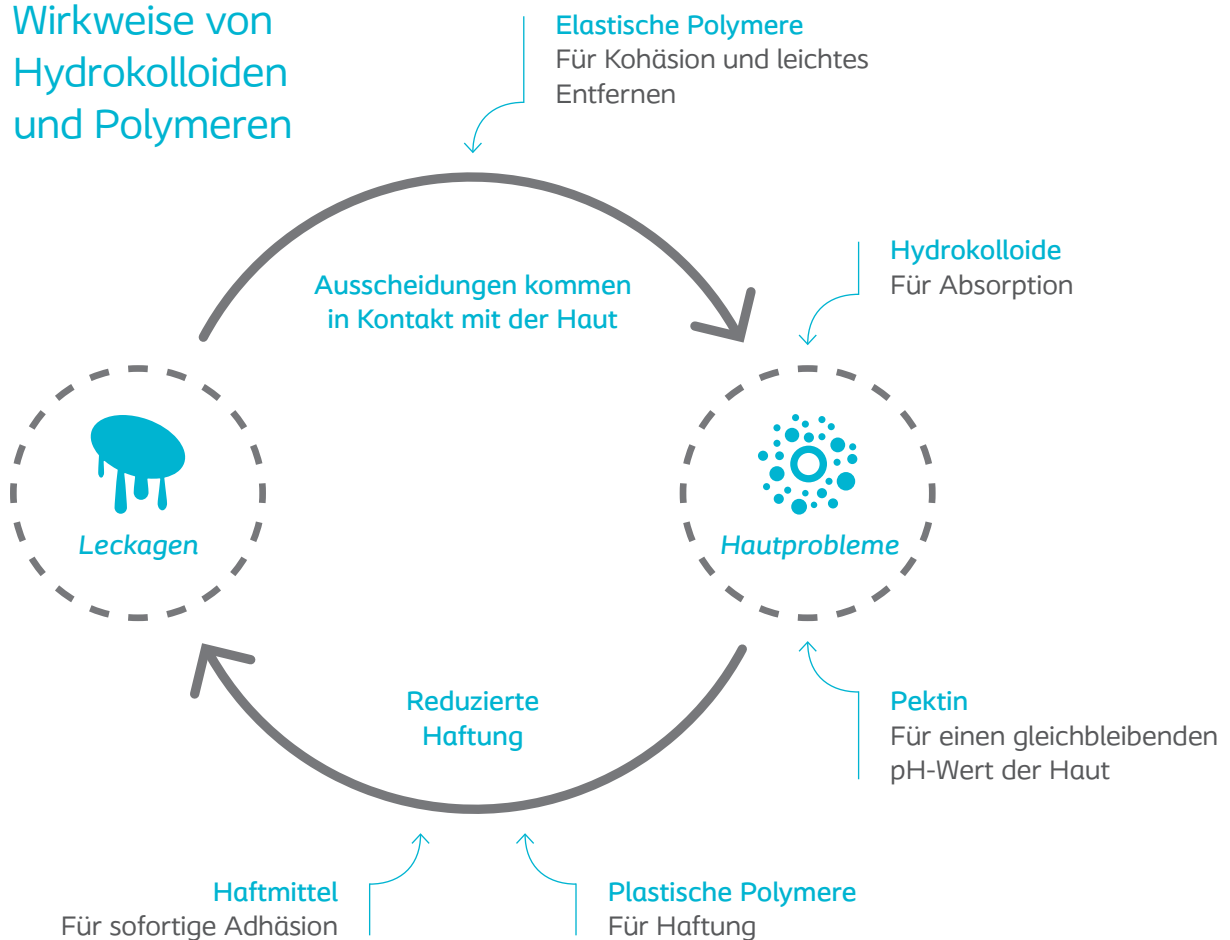 Wirkweise von
Hydrokolloiden
und Polymeren
Elastische Polymere
Für Kohäsion und leichtes
Entfernen
Hydrokolloide
Für Absorption
Ausscheidungen kommen
in Kontakt mit der Haut
Leckagen
Hautprobleme
Reduzierte
Haftung
Pektin
Für einen gleichbleibenden
pH-Wert der Haut
Haftmittel
Für sofortige Adhäsion
Plastische Polymere
Für Haftung